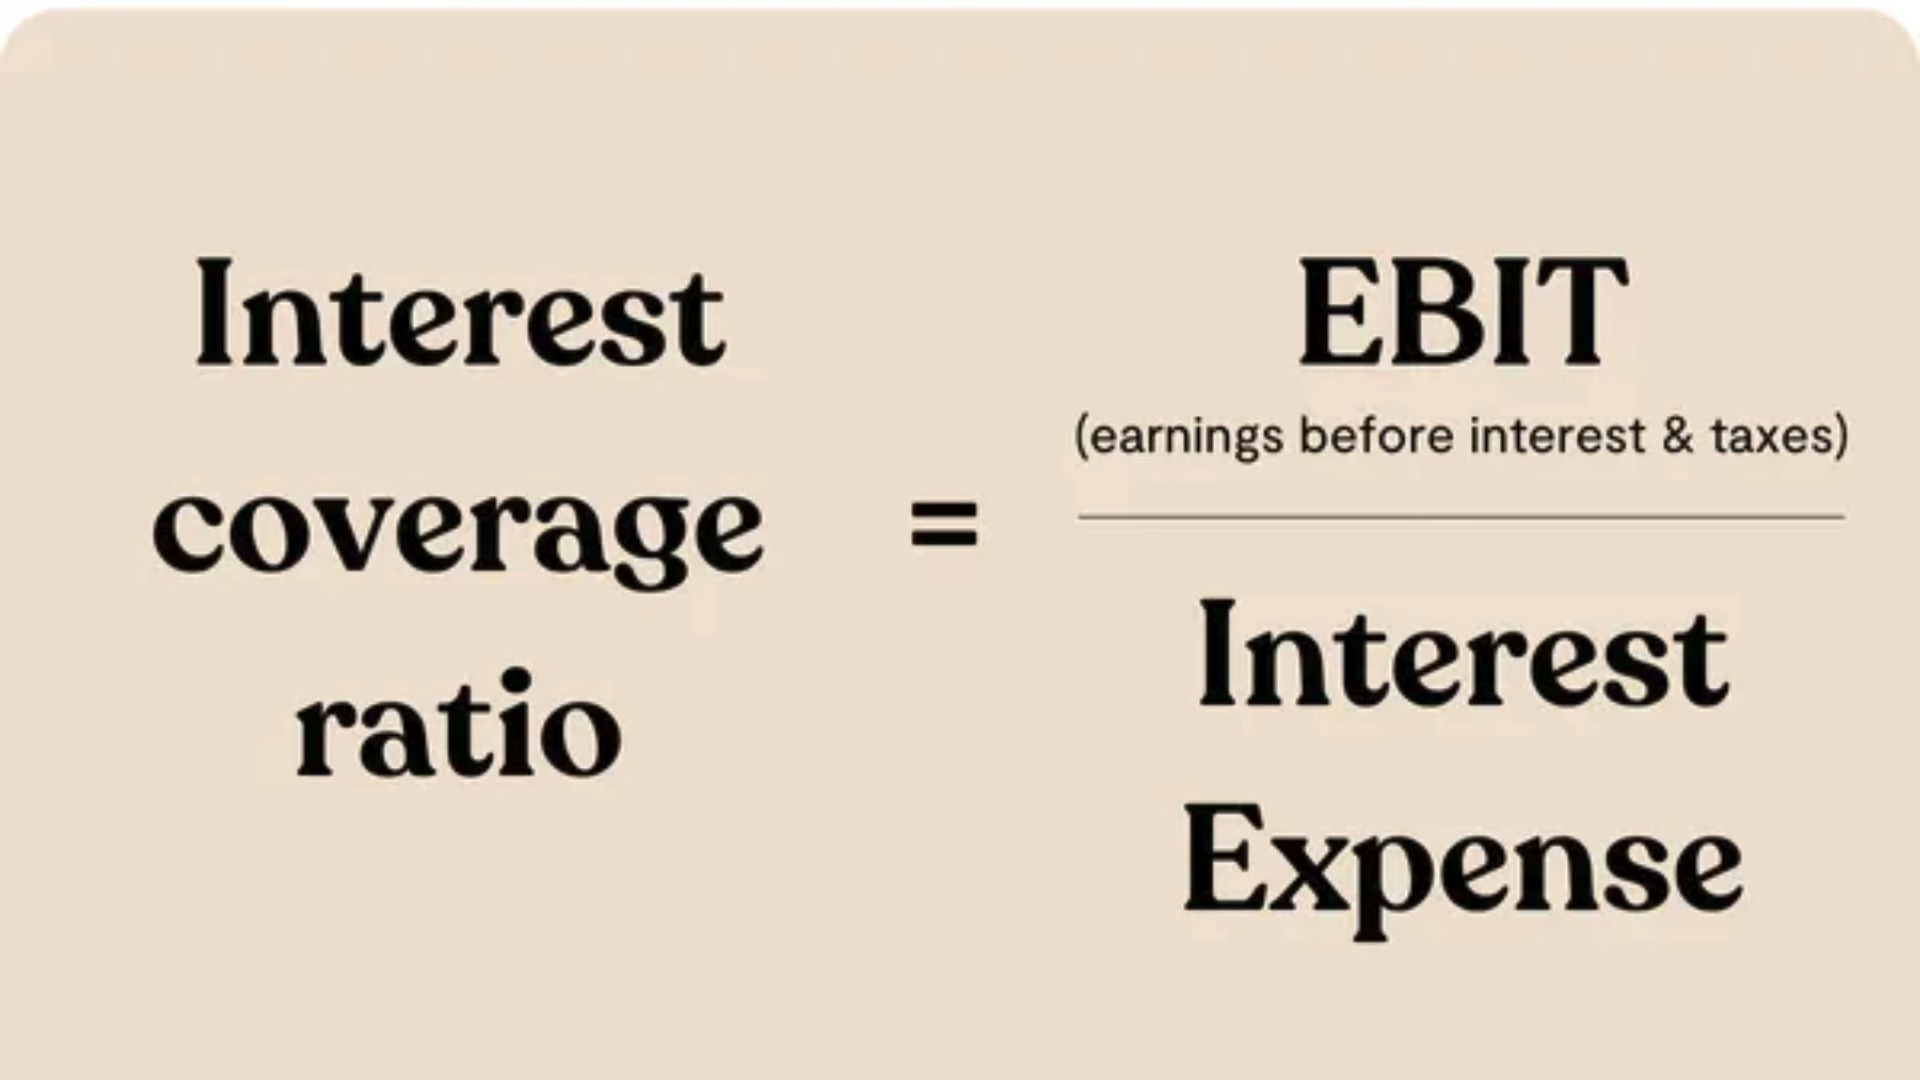 Interest
coverage
ratio
=
EBIT
(earnings before interest & taxes)
Interest
Expense